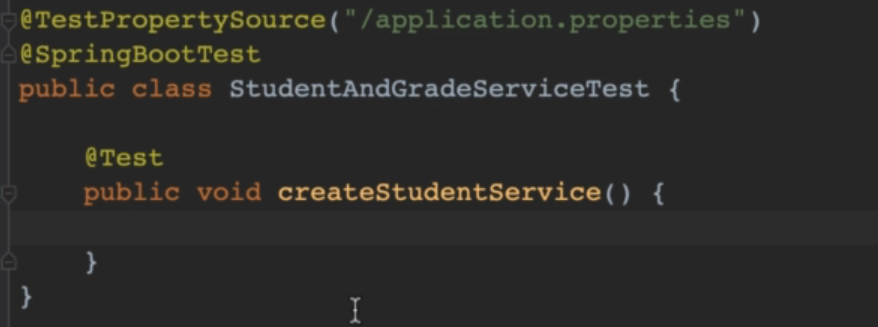 @TestPropertySource("/application.properties")
@SpringBootTest
public class StudentAndGradeServiceTest {
@Test
public void createStudentService() {
}
}